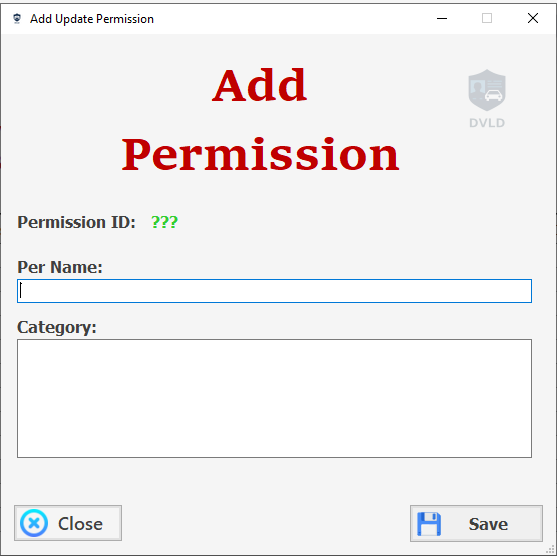 Add Update Permission
Add
Permission
DVLD
Permission ID: ???
Per Name:
Category:
Close
Save